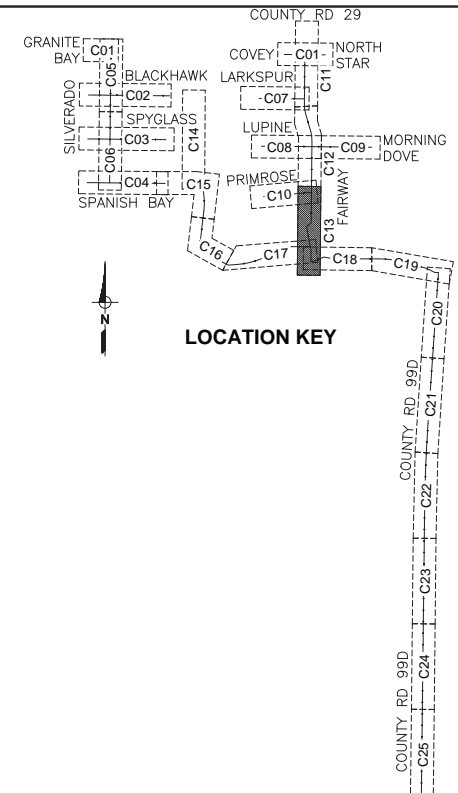 COUNTY RD 29
GRANITE
BAY
C01
C05
BLACKHAWK
C02
SILVERADO
SPYGLASS
C03
C06
C04
SPANISH BAY
C14
C15
C16
C17
COVEY
C01
NORTH
STAR
C11
LARKSPUR
C07
LUPINE
C08
C09
MORNING
DOVE
C12
PRIMROSE
C10
FAIRWAY
C13
C18
C19
C20
N
LOCATION KEY
COUNTY RD 99D
C21
C22
C23
C24
COUNTY RD 99D
C25